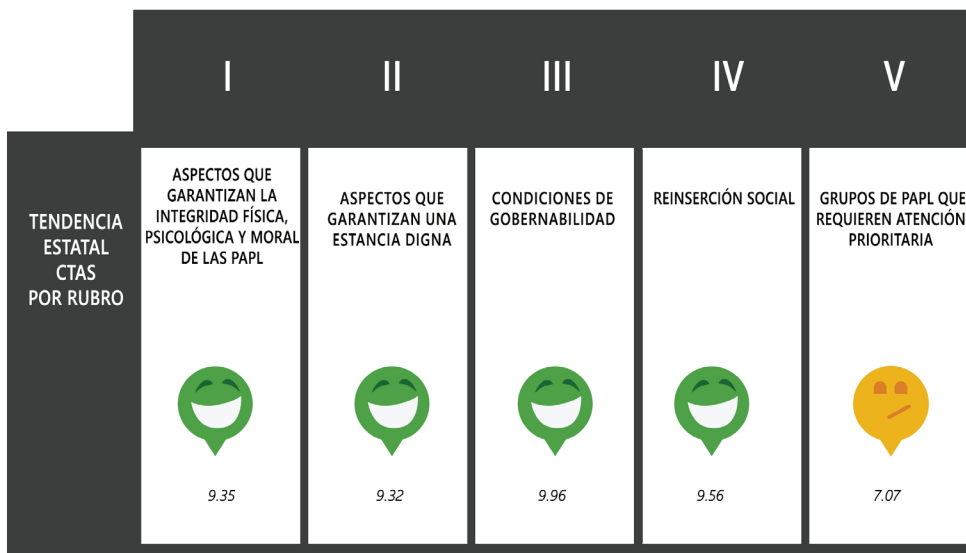 I
II
III
IV
V
TENDENCIA
ESTATAL
CTAS
POR RUBRO
ASPECTOS QUE
GARANTIZAN LA
INTEGRIDAD FÍSICA,
PSICOLÓGICA Y MORAL
DE LAS PAPL
ASPECTOS QUE
GARANTIZAN UNA
ESTANCIA DIGNA
CONDICIONES DE
GOBERNABILIDAD
REINSERCIÓN SOCIAL
GRUPOS DE PAPL QUE
REQUIEREN ATENCIÓN
PRIORITARIA
9.35
9.32
9.96
9.56
7.07